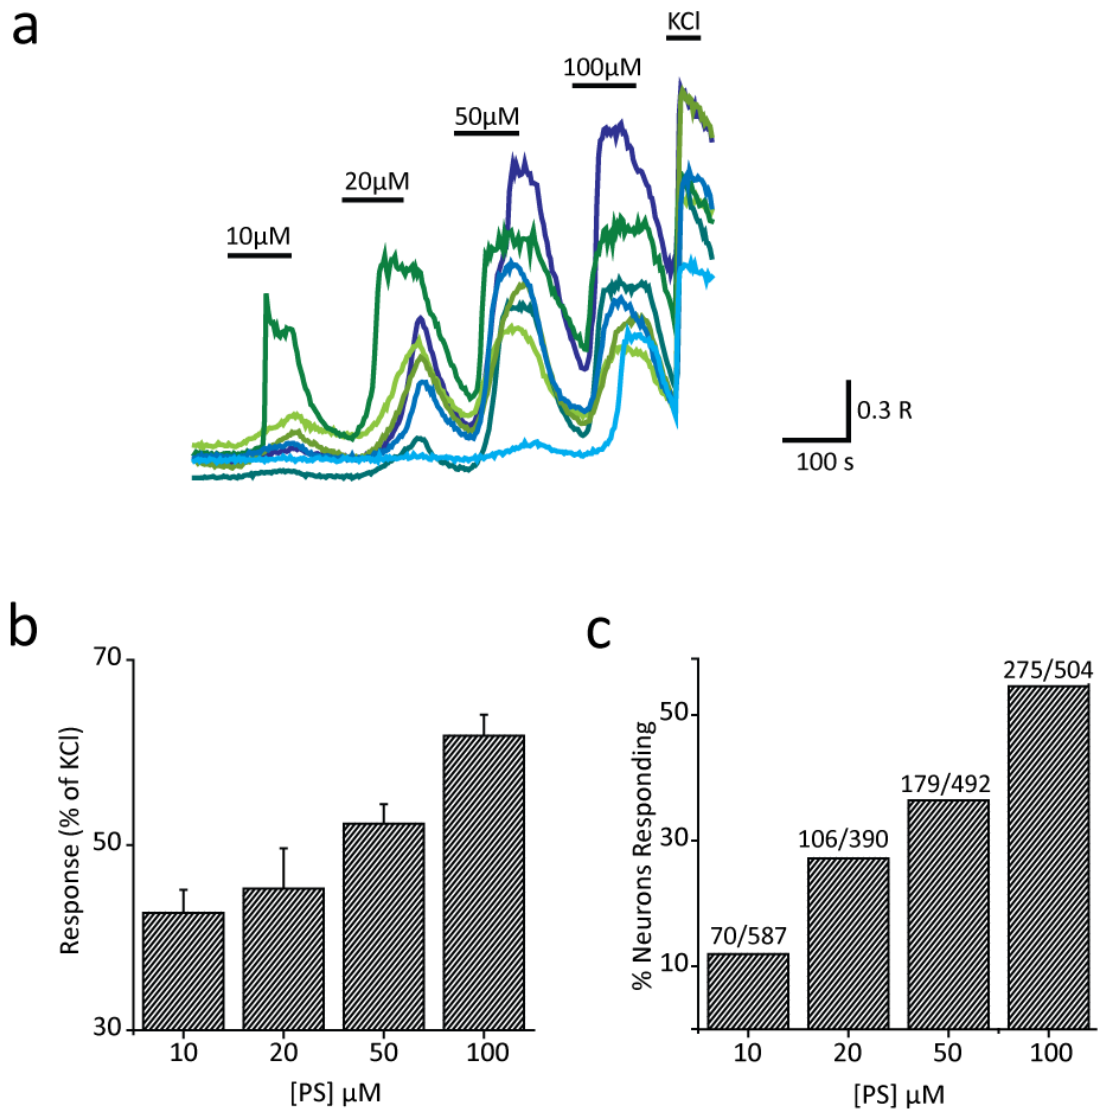 a
KCl
100µM
50µM
20µM
10µM
0.3 R
100 s
b
70
50
30
Response (% of KCl)
10 20 50 100
[PS] µM
c
275/504
179/492
106/390
70/587
50
30
10
% Neurons Responding
10 20 50 100
[PS] µM